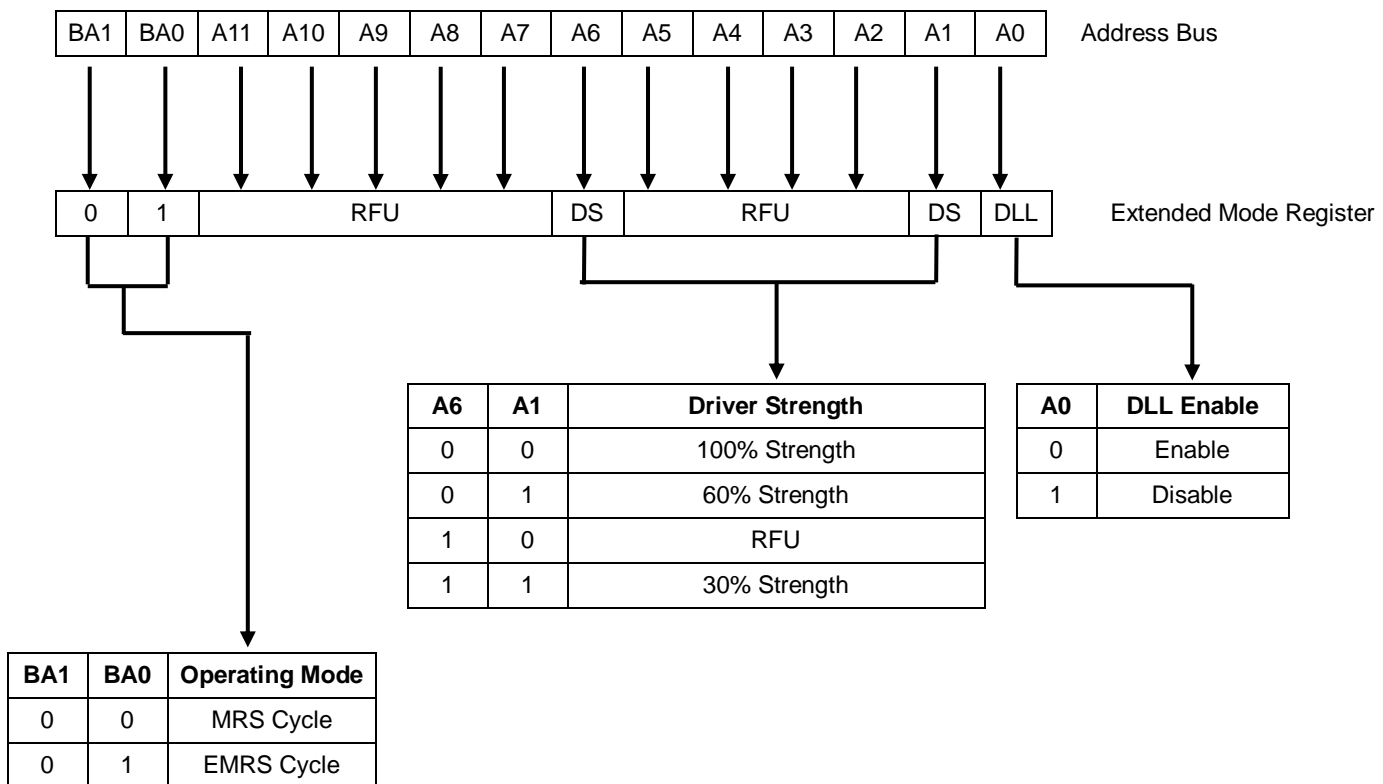 BA1 BA0 A11 A10 A9 A8 A7 A6 A5 A4 A3 A2 A1 A0 Address Bus
0 1 RFU DS RFU DS DLL Extended Mode Register
A6 A1 Driver Strength
0 0 100% Strength
0 1 60% Strength
1 0 RFU
1 1 30% Strength
A0 DLL Enable
0 Enable
1 Disable
BA1 BA0 Operating Mode
0 0 MRS Cycle
0 1 EMRS Cycle